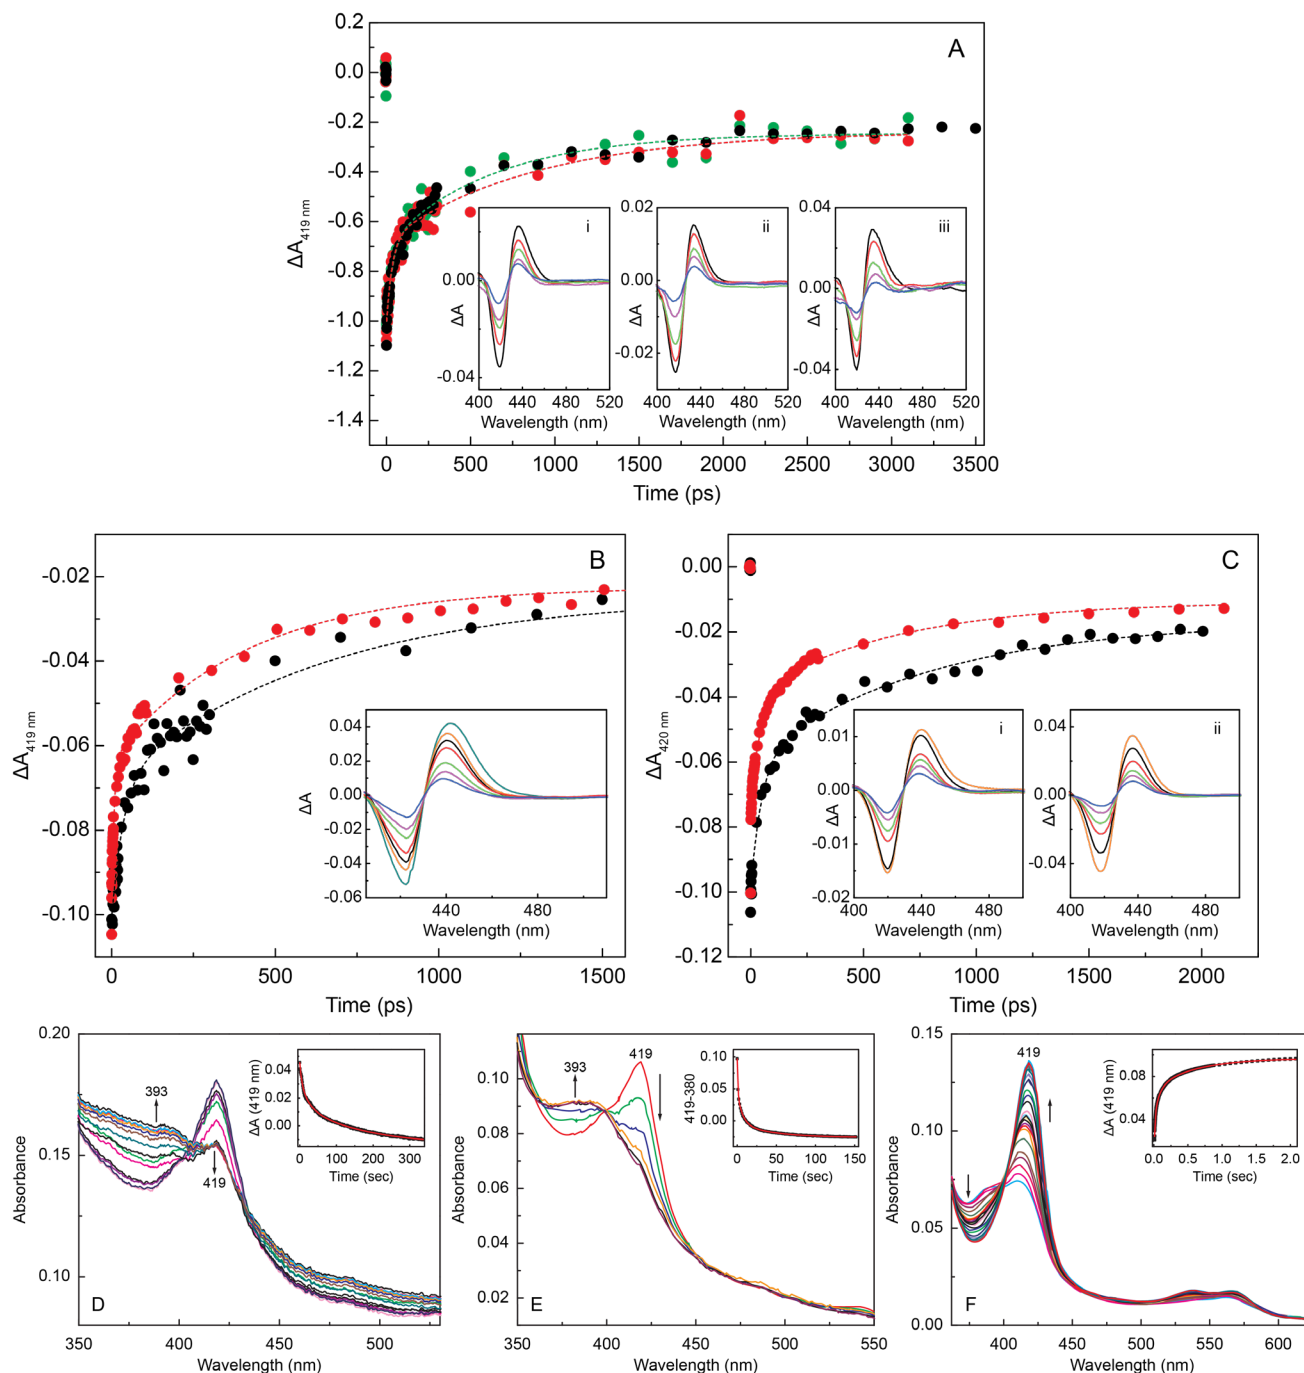 A
0.2
0.0
-0.2
-0.4
-0.6
-0.8
-1.0
-1.2
-1.4
ΔA419 nm
0 500 1000 1500 2000 2500 3000 3500
Time (ps)
i
0.00
-0.04
ΔA
400 440 480 520
Wavelength (nm)
ii
0.02
0.00
-0.02
ΔA
400 440 480 520
Wavelength (nm)
iii
0.04
0.00
-0.04
ΔA
400 440 480 520
Wavelength (nm)
B
-0.02
-0.04
-0.06
-0.08
-0.10
ΔA419 nm
0 500 1000 1500
Time (ps)
0.04
0.02
0.00
-0.02
-0.04
-0.06
ΔA
440 480
Wavelength (nm)
C
0.00
-0.02
-0.04
-0.06
-0.08
-0.10
-0.12
ΔA420 nm
0 500 1000 1500 2000
Time (ps)
i
0.01
0.00
-0.01
-0.02
ΔA
400 440 480
Wavelength (nm)
ii
0.04
0.00
-0.04
ΔA
400 440 480
Wavelength (nm)
D
0.20
0.15
0.10
Absorbance
350 400 450 500
Wavelength (nm)
393
419
0.04
0.02
0.00
ΔA (419 nm)
0 100 200 300
Time (sec)
E
0.10
0.08
0.06
0.04
0.02
Absorbance
350 400 450 500 550
Wavelength (nm)
393
419
0.10
0.05
0.00
419-380
0 50 100 150
Time (sec)
F
0.15
0.10
0.05
0.00
Absorbance
400 450 500 550 600
Wavelength (nm)
419
0.08
0.04
ΔA (419 nm)
0.0 0.5 1.0 1.5 2.0
Time (sec)